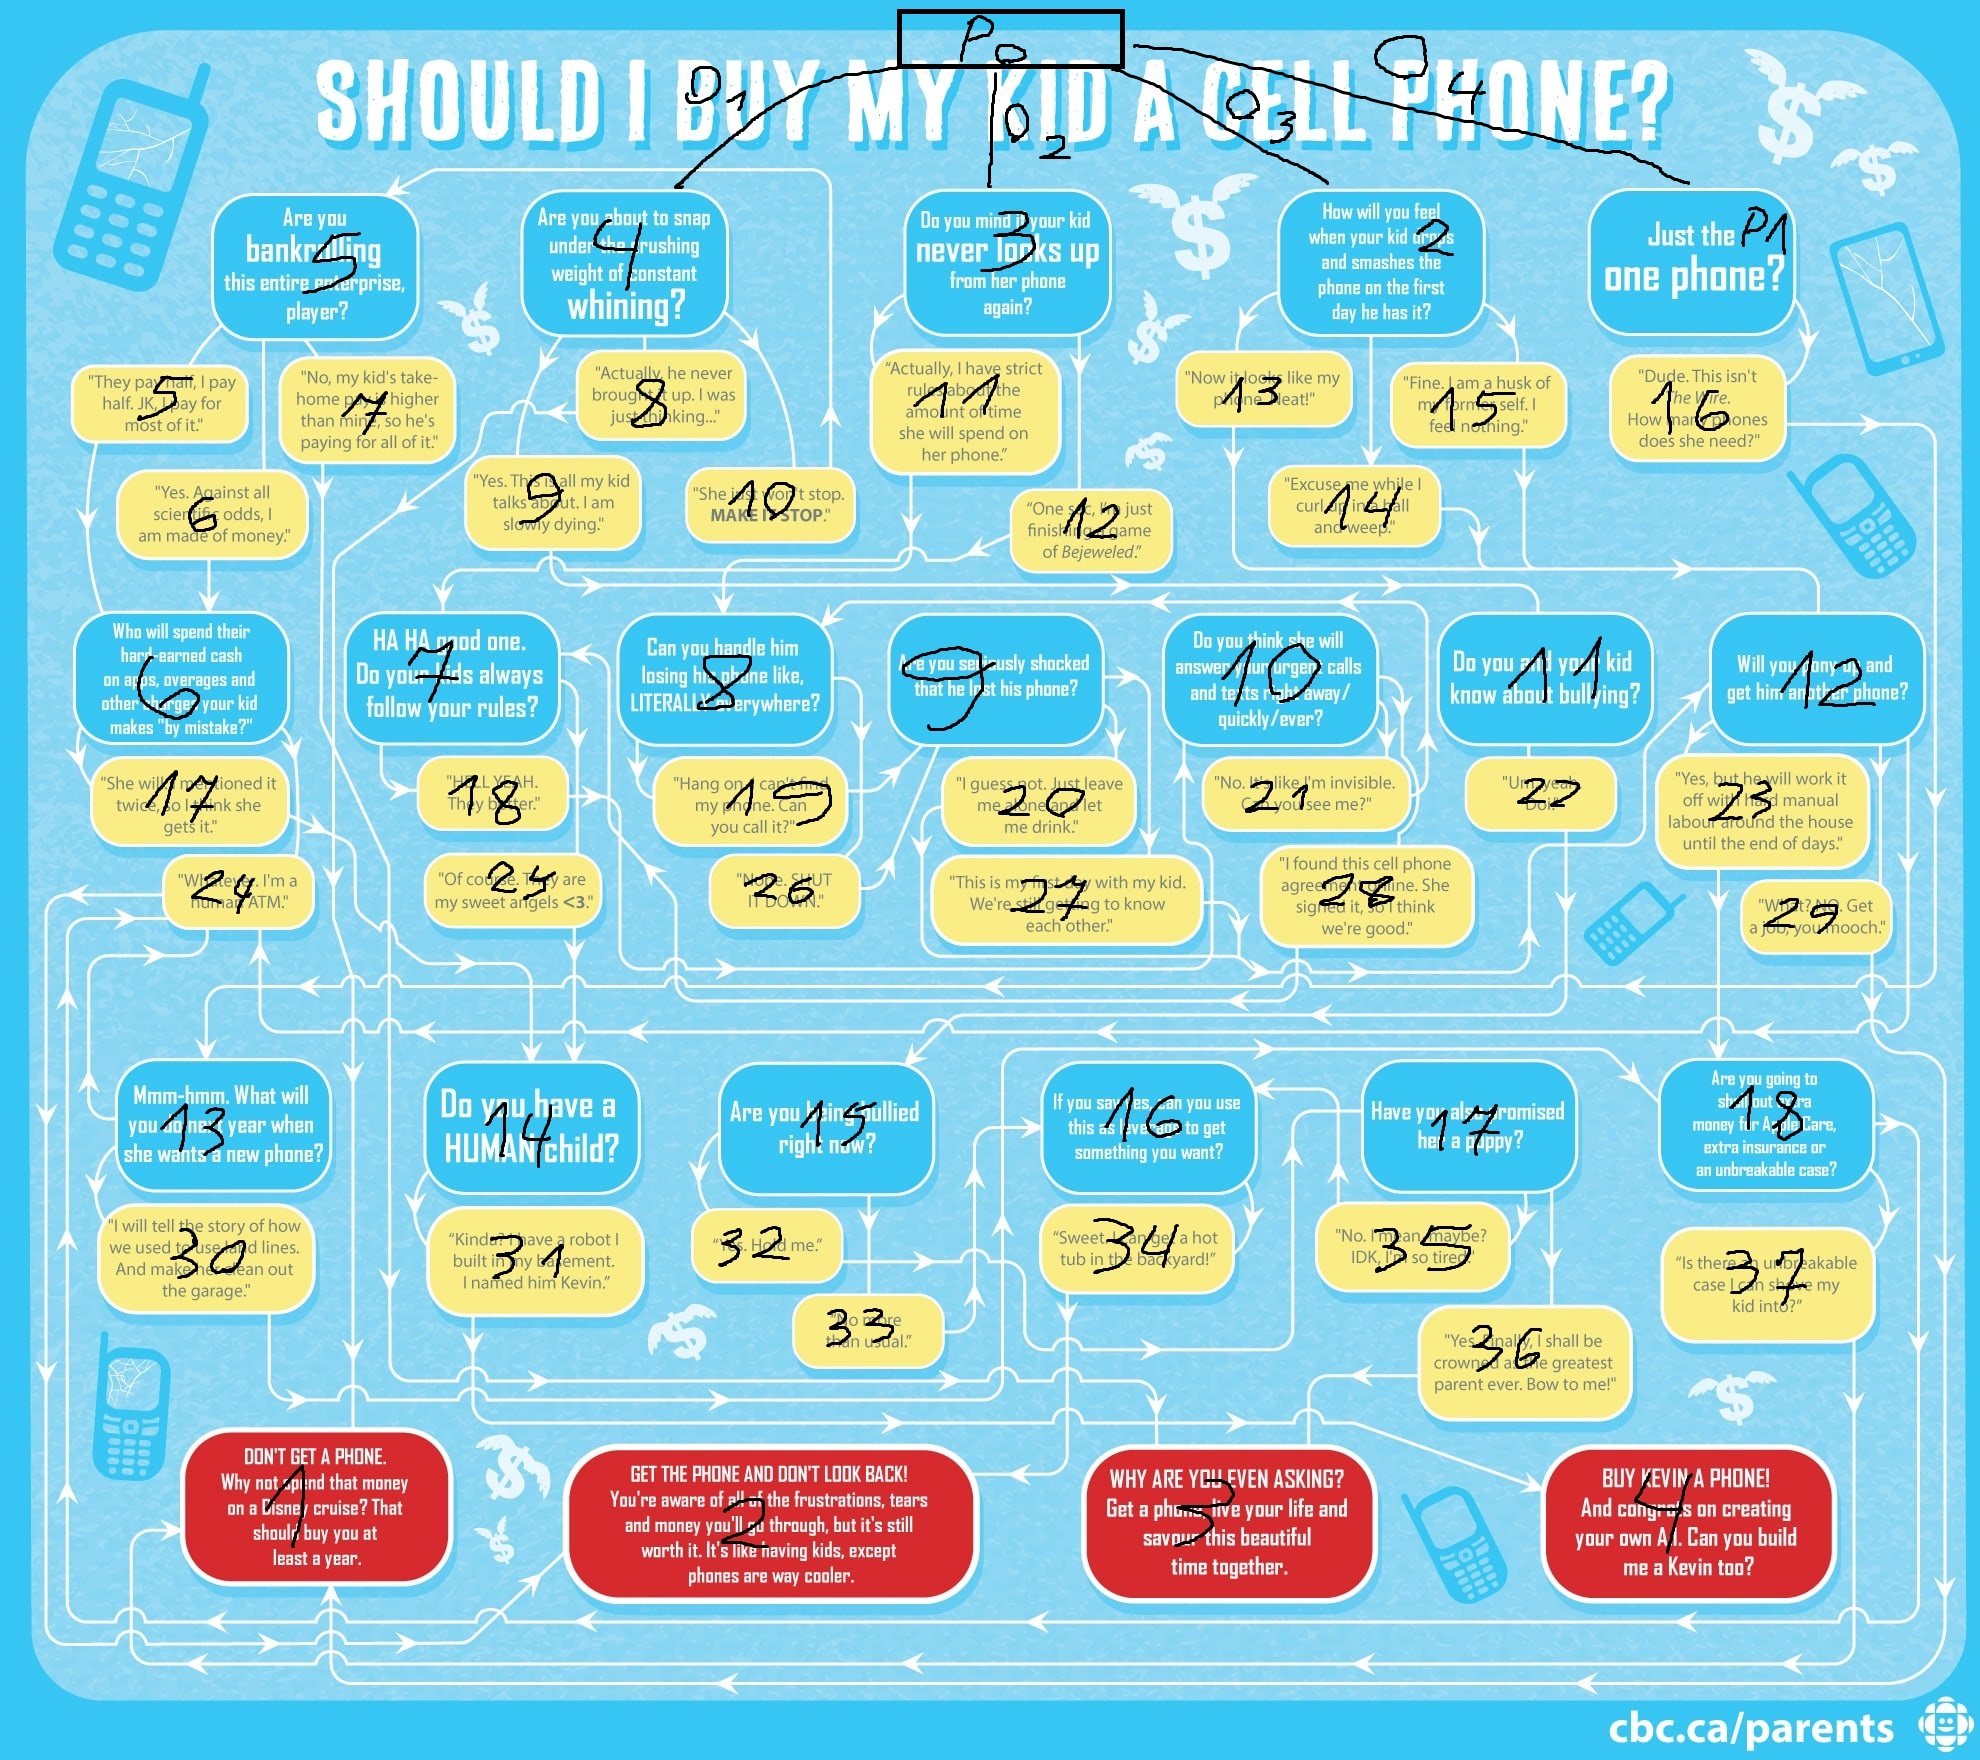 P0
SHOULD I BUY MY KID A CELL PHONE?
O1
O2
O3
O4
Are you
bankrolling
this entire enterprise,
player?
5
Are you about to snap
under the crushing
weight of constant
whining?
4
Do you mind if your kid
never looks up
from her phone
again?
3
How will you feel
when your kid drops
and smashes the
phone on the first
day he has it?
2
Just the
one phone?
P1
"They pay half, I pay
half. JK, I pay for
most of it."
5
"No, my kid's take-
home pay is higher
than mine, so he's
paying for all of it."
7
"Actually, he never
brought it up. I was
just thinking..."
8
"Actually, I have strict
rules about the
amount of time
she will spend on
her phone."
11
"Now it looks like my
phone. Neat!"
13
"Fine. I am a husk of
my former self. I
feel nothing."
15
"Dude. This isn't
The Wire.
How many phones
does she need?"
16
"Yes. Against all
scientific odds, I
am made of money."
6
"Yes. This is all my kid
talks about. I am
slowly dying."
9
"She just won't stop.
MAKE IT STOP."
10
"One sec, I'm just
finishing a game
of Bejeweled."
12
"Excuse me while I
curl up in a ball
and weep."
14
Who will spend their
hard-earned cash
on apps, overages and
other charges your kid
makes "by mistake?"
6
HA HA good one.
Do your kids always
follow your rules?
7
Can you handle him
losing his phone like,
LITERALLY everywhere?
8
Are you seriously shocked
that he lost his phone?
9
Do you think she will
answer your urgent calls
and texts right away/
quickly/ever?
10
Do you and your kid
know about bullying?
11
Will you pony up and
get him another phone?
12
"She will. I mentioned it
twice, so I think she
gets it."
17
"HELL YEAH.
They better."
18
"Hang on, I can't find
my phone. Can
you call it?"
19
"I guess not. Just leave
me alone and let
me drink."
20
"No. It's like I'm invisible.
Can you see me?"
21
"Um, yeah.
Doi."
22
"Yes, but he will work it
off with hard manual
labour around the house
until the end of days."
23
"Whatever. I'm a
human ATM."
24
"Of course. They are
my sweet angels <3."
25
"Nope. SHUT
IT DOWN."
26
"This is my first day with my kid.
We're still getting to know
each other."
27
"I found this cell phone
agreement online. She
signed it, so I think
we're good."
28
"What? NO. Get
a job, you mooch."
29
Mmm-hmm. What will
you do next year when
she wants a new phone?
13
Do you have a
HUMAN child?
14
Are you being bullied
right now?
15
If you say yes, can you use
this as leverage to get
something you want?
16
Have you also promised
her a puppy?
17
Are you going to
shell out extra
money for Apple Care,
extra insurance or
an unbreakable case?
18
"I will tell the story of how
we used to use land lines.
And make her clean out
the garage."
30
"Kinda? I have a robot I
built in my basement.
I named him Kevin."
31
"Yes. Hold me."
32
"No more
than usual."
33
"Sweet. I can get a hot
tub in the backyard!"
34
"No. I mean, maybe?
IDK, I'm so tired."
35
"Yes. Finally, I shall be
crowned as the greatest
parent ever. Bow to me!"
36
"Is there an unbreakable
case I can shove my
kid into?"
37
DON'T GET A PHONE.
Why not spend that money
on a Disney cruise? That
should buy you at
least a year.
1
GET THE PHONE AND DON'T LOOK BACK!
You're aware of all of the frustrations, tears
and money you'll go through, but it's still
worth it. It's like having kids, except
phones are way cooler.
2
WHY ARE YOU EVEN ASKING?
Get a phone, live your life and
savour this beautiful
time together.
3
BUY KEVIN A PHONE!
And congrats on creating
your own A.I. Can you build
me a Kevin too?
4
cbc.ca/parents